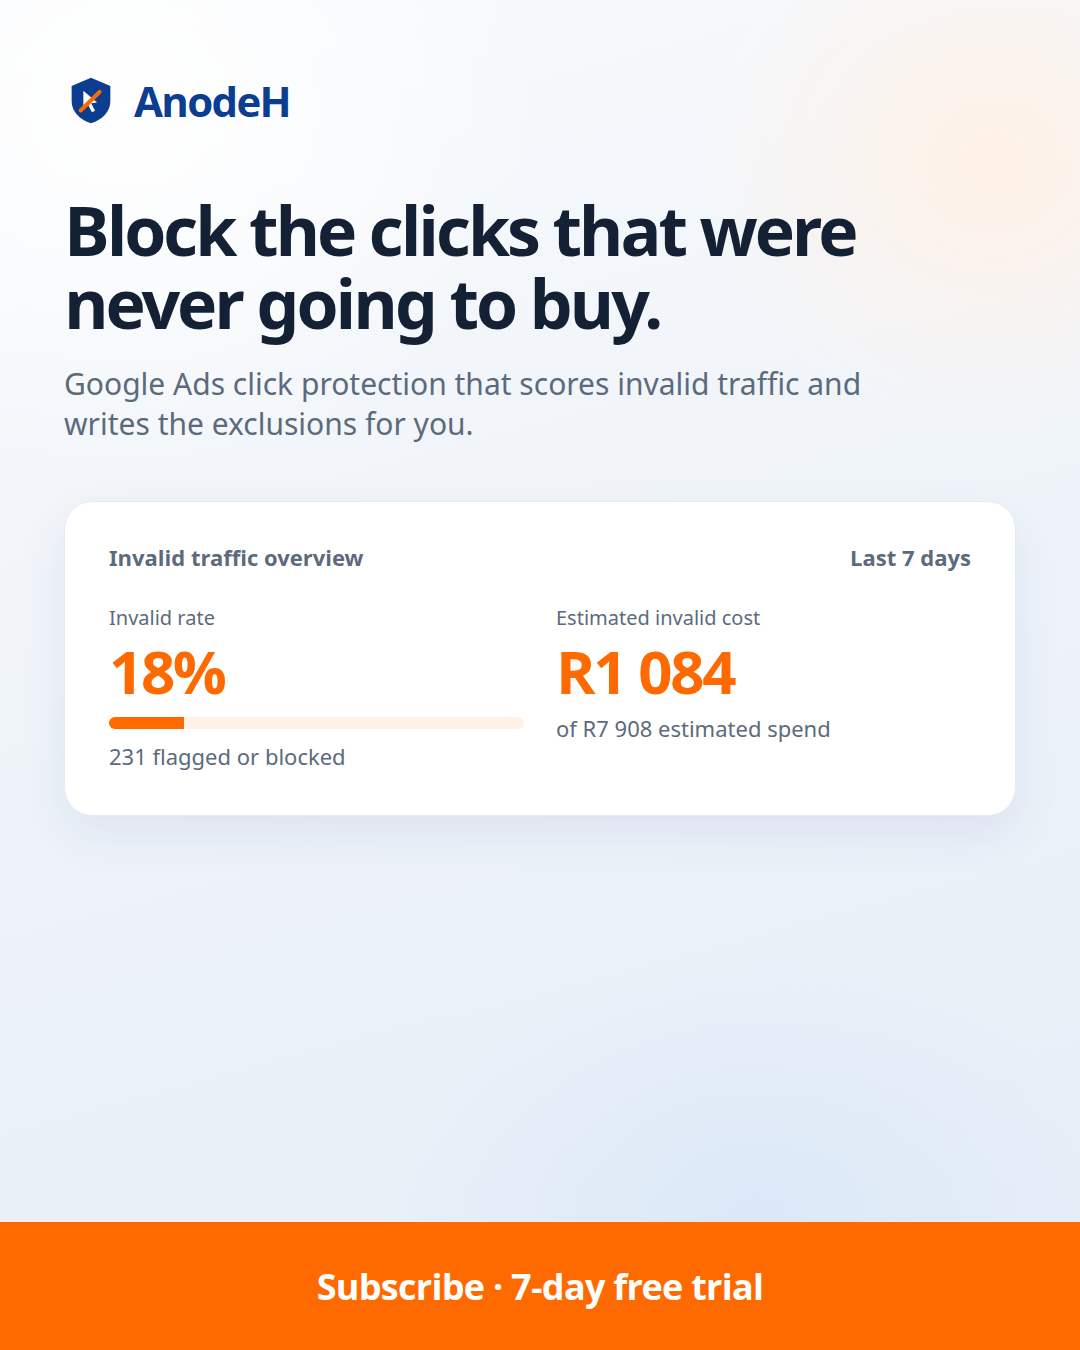 AnodeH
Block the clicks that were
never going to buy.
Google Ads click protection that scores invalid traffic and
writes the exclusions for you.
Invalid traffic overview
Last 7 days
Invalid rate
Estimated invalid cost
18%
R1 084
of R7 908 estimated spend
231 flagged or blocked
Subscribe · 7-day free trial